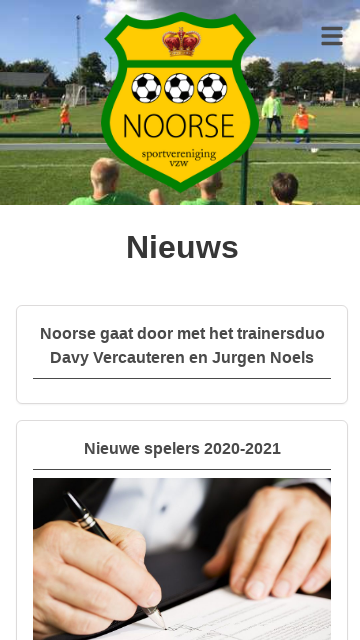 NOORSE
sportvereniging
vzw
Nieuws
Noorse gaat door met het trainersduo
Davy Vercauteren en Jurgen Noels
Nieuwe spelers 2020-2021